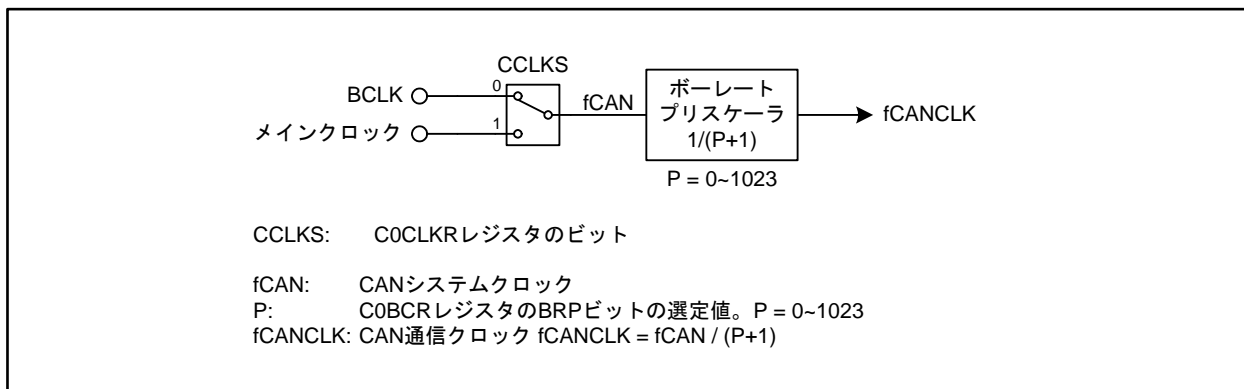 CCLKS
BCLK
0
メインクロック
1
fCAN
ボーレート
プリスケーラ
1/(P+1)
fCANCLK
P = 0~1023
CCLKS: C0CLKRレジスタのビット
fCAN: CANシステムクロック
P: C0BCRレジスタのBRPビットの選定値。P = 0~1023
fCANCLK: CAN通信クロック fCANCLK = fCAN / (P+1)